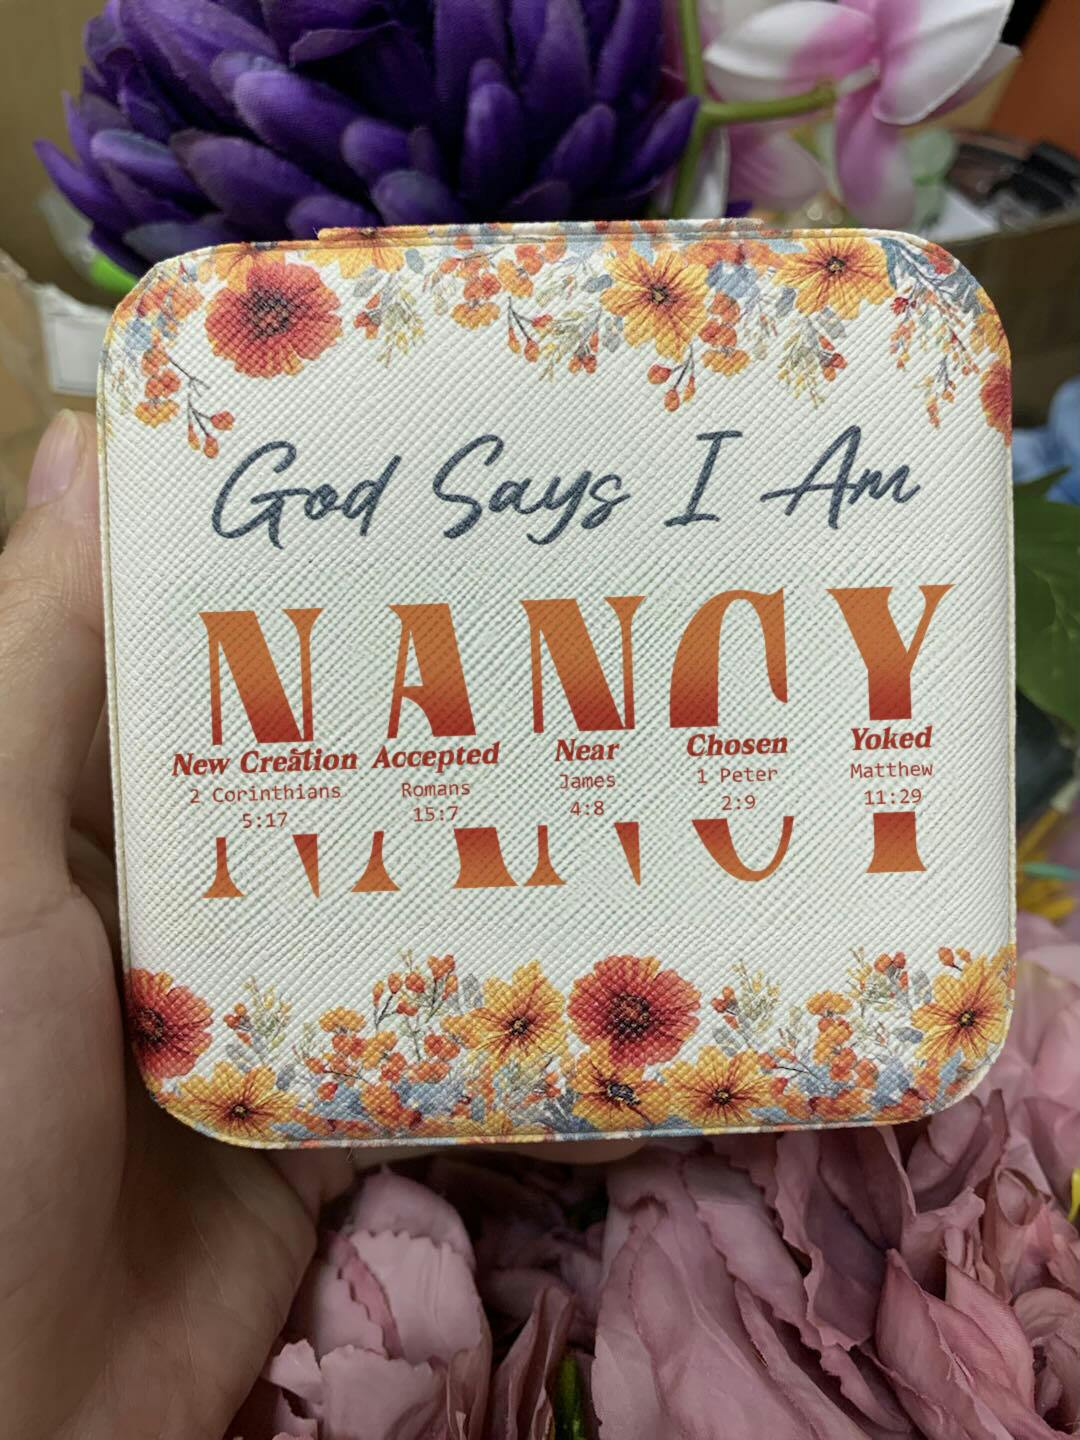 God Says I Am
NANCY
New Creation Accepted Near Chosen Yoked
2 Corinthians Romans James 1 Peter Matthew
5:17 15:7 4:8 2:9 11:29